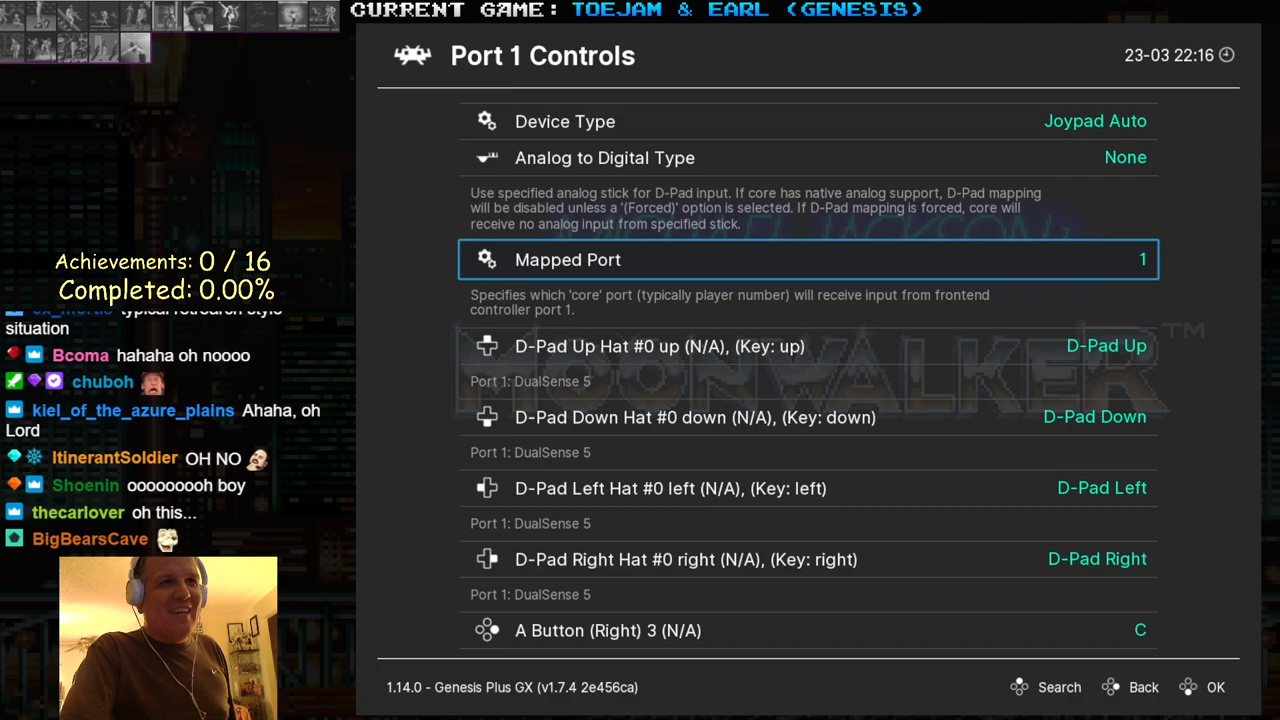 CURRENT GAME: TOEJAM & EARL (GENESIS)
Port 1 Controls
23-03 22:16
Device Type
Joypad Auto
Analog to Digital Type
None
Use specified analog stick for D-Pad input. If core has native analog support, D-Pad mapping
will be disabled unless a '(Forced)' option is selected. If D-Pad mapping is forced, core will
receive no analog input from specified stick.
Mapped Port
1
Specifies which 'core' port (typically player number) will receive input from frontend
controller port 1.
MOONWALKER™
D-Pad Up Hat #0 up (N/A), (Key: up)
D-Pad Up
Port 1: DualSense 5
D-Pad Down Hat #0 down (N/A), (Key: down)
D-Pad Down
Port 1: DualSense 5
D-Pad Left Hat #0 left (N/A), (Key: left)
D-Pad Left
Port 1: DualSense 5
D-Pad Right Hat #0 right (N/A), (Key: right)
D-Pad Right
Port 1: DualSense 5
A Button (Right) 3 (N/A)
C
1.14.0 - Genesis Plus GX (v1.7.4 2e456ca)
Search
Back
OK
Achievements: 0 / 16
Completed: 0.00%
situation
Bcoma hahaha oh noooo
chuboh
kiel_of_the_azure_plains Ahaha, oh
Lord
ItinerantSoldier OH NO
Shoenin ooooooooh boy
thecarlover oh this...
BigBearsCave